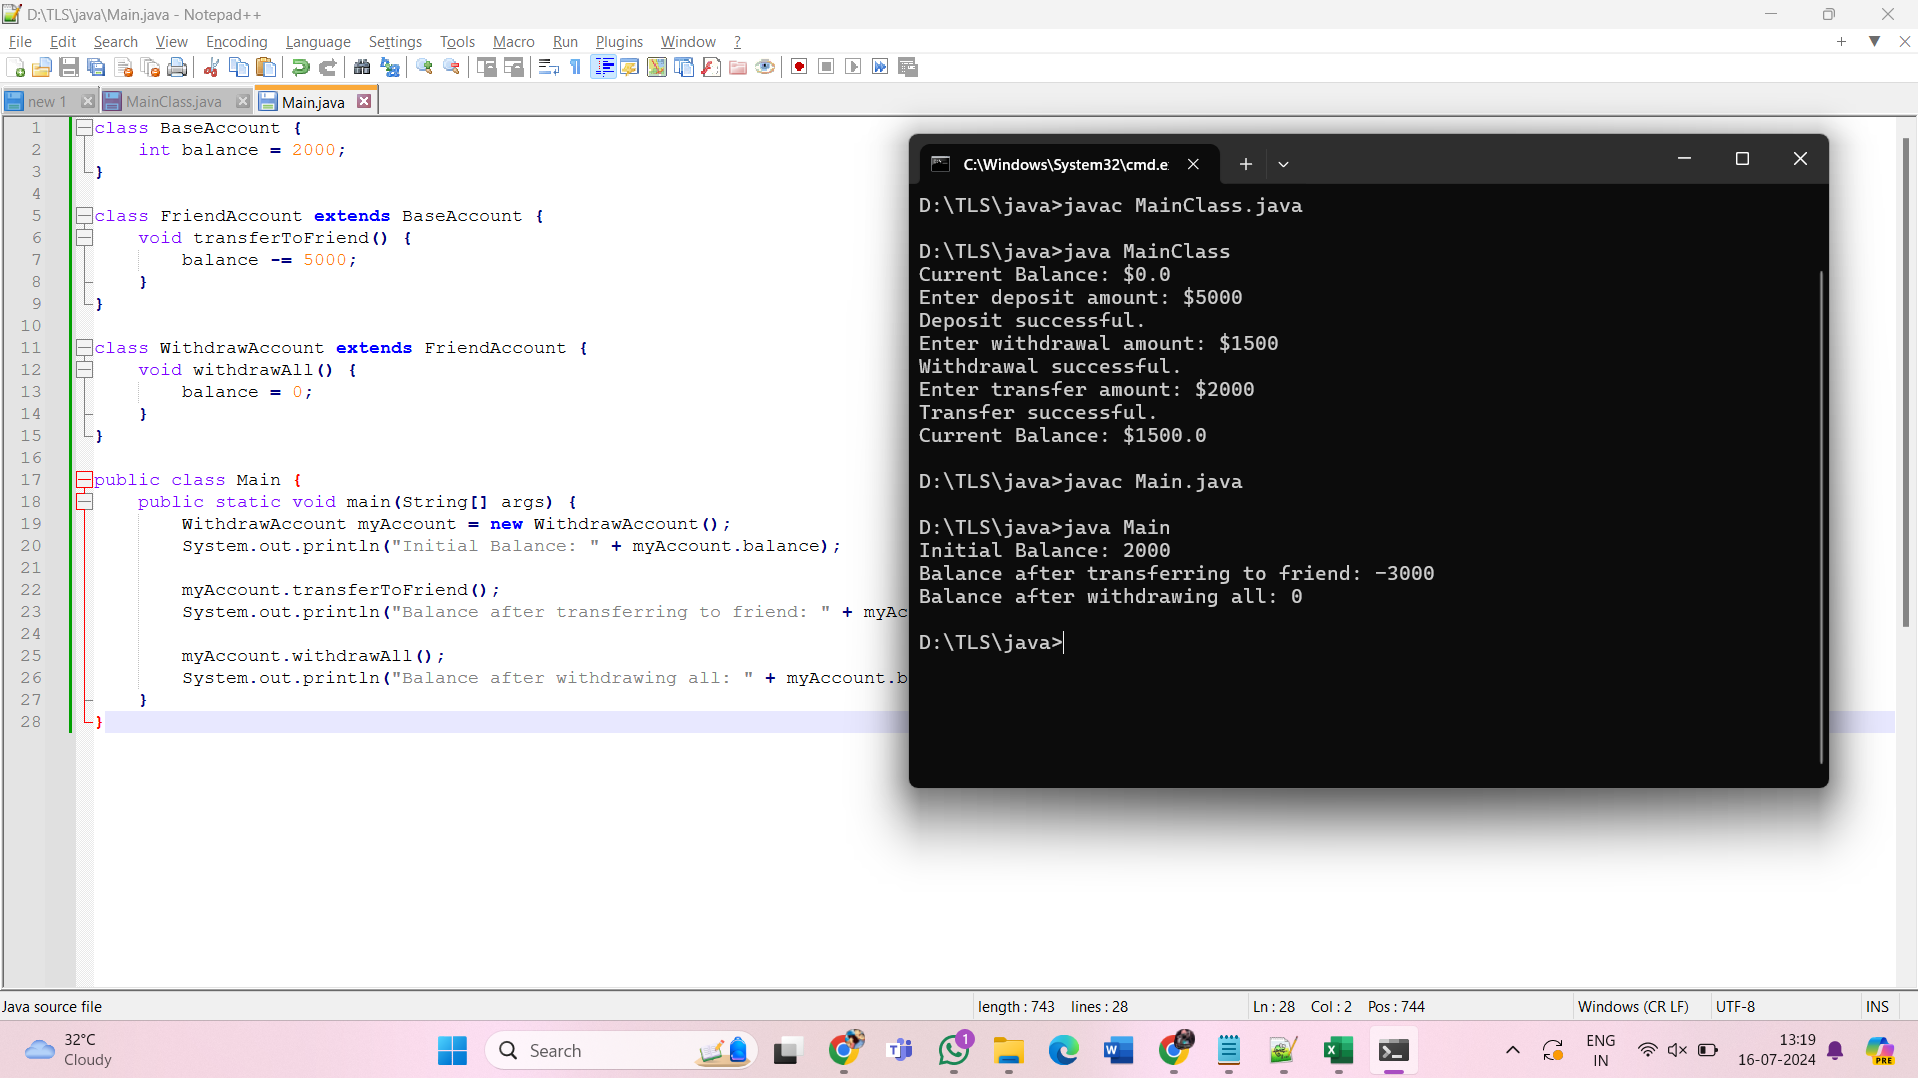 D:\TLS\java\Main.java - Notepad++
File Edit Search View Encoding Language Settings Tools Macro Run Plugins Window ?
new 1 MainClass.java Main.java
1 class BaseAccount {
2 int balance = 2000;
3 }
4
5 class FriendAccount extends BaseAccount {
6 void transferToFriend() {
7 balance -= 5000;
8 }
9 }
10
11 class WithdrawAccount extends FriendAccount {
12 void withdrawAll() {
13 balance = 0;
14 }
15 }
16
17 public class Main {
18 public static void main(String[] args) {
19 WithdrawAccount myAccount = new WithdrawAccount();
20 System.out.println("Initial Balance: " + myAccount.balance);
21
22 myAccount.transferToFriend();
23 System.out.println("Balance after transferring to friend: " + myAc
24
25 myAccount.withdrawAll();
26 System.out.println("Balance after withdrawing all: " + myAccount.b
27 }
28 }
C:\Windows\System32\cmd.e
D:\TLS\java>javac MainClass.java
D:\TLS\java>java MainClass
Current Balance: $0.0
Enter deposit amount: $5000
Deposit successful.
Enter withdrawal amount: $1500
Withdrawal successful.
Enter transfer amount: $2000
Transfer successful.
Current Balance: $1500.0
D:\TLS\java>javac Main.java
D:\TLS\java>java Main
Initial Balance: 2000
Balance after transferring to friend: -3000
Balance after withdrawing all: 0
D:\TLS\java>
Java source file length : 743 lines : 28 Ln : 28 Col : 2 Pos : 744 Windows (CR LF) UTF-8 INS
32°C
Cloudy
Search
1
ENG
IN
13:19
16-07-2024
PRE